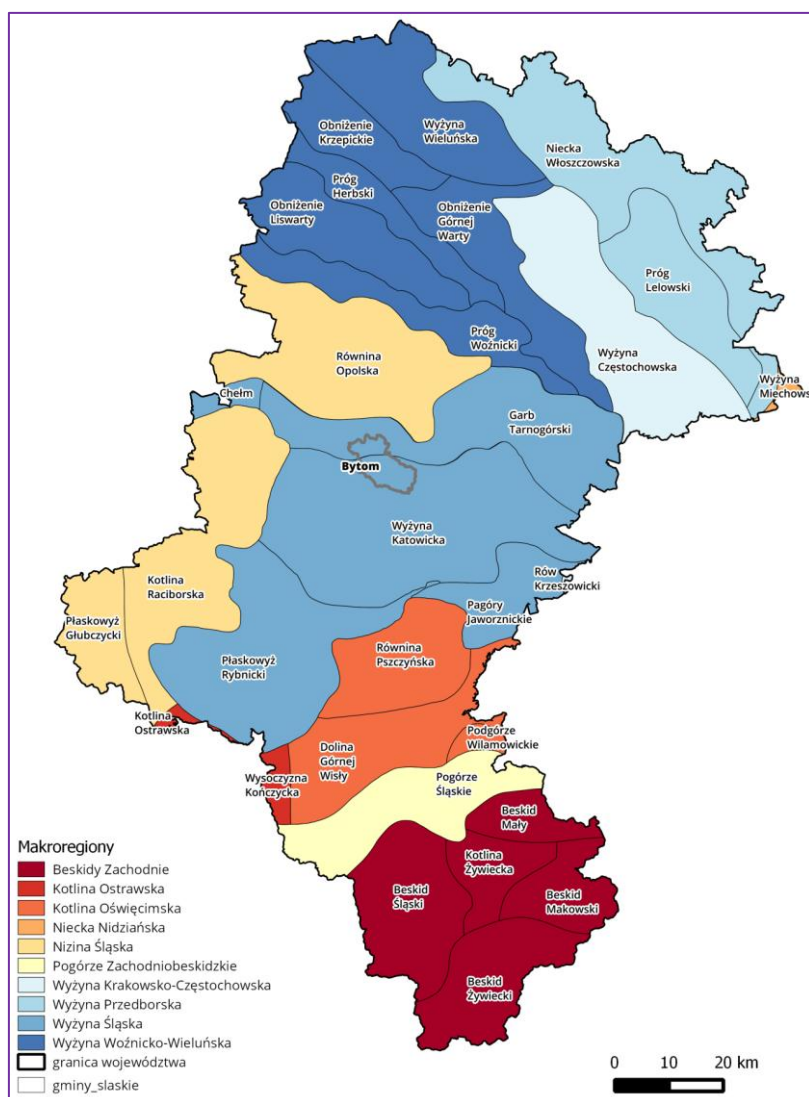 Obniżenie
Krzepickie
Wyżyna
Wieluńska
Niecka
Włoszczowska
Próg
Herbski
Obniżenie
Liswarty
Obniżenie
Górnej
Warty
Próg
Lelowski
Próg
Woźnicki
Równina
Opolska
Wyżyna
Częstochowska
Wyżyna
Miechows
Chełm
Garb
Tarnogórski
Bytom
Wyżyna
Katowicka
Rów
Krzeszowicki
Kotlina
Raciborska
Pagóry
Jaworznickie
Płaskowyż
Głubczycki
Równina
Pszczyńska
Płaskowyż
Rybnicki
Kotlina
Ostrawska
Podgórze
Wilamowickie
Dolina
Górnej
Wisły
Wysoczyzna
Kończycka
Pogórze
Śląskie
Beskid
Mały
Kotlina
Żywiecka
Beskid
Śląski
Beskid
Makowski
Beskid
Żywiecki
Makroregiony
Beskidy Zachodnie
Kotlina Ostrawska
Kotlina Oświęcimska
Niecka Nidziańska
Nizina Śląska
Pogórze Zachodniobeskidzkie
Wyżyna Krakowsko-Częstochowska
Wyżyna Przedborska
Wyżyna Śląska
Wyżyna Woźnicko-Wieluńska
granica województwa
gminy_slaskie
0 10 20 km